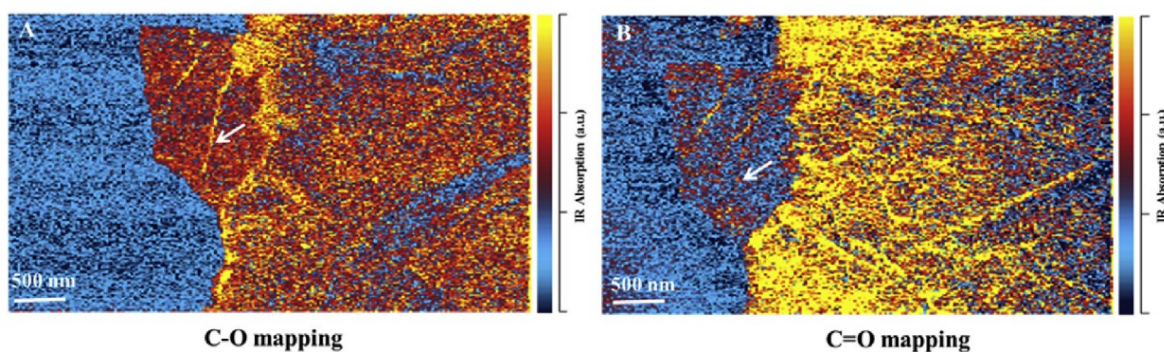 A
500 nm
IR Absorption (a.u.)
C-O mapping
B
500 nm
IR Absorption (a.u.)
C=O mapping